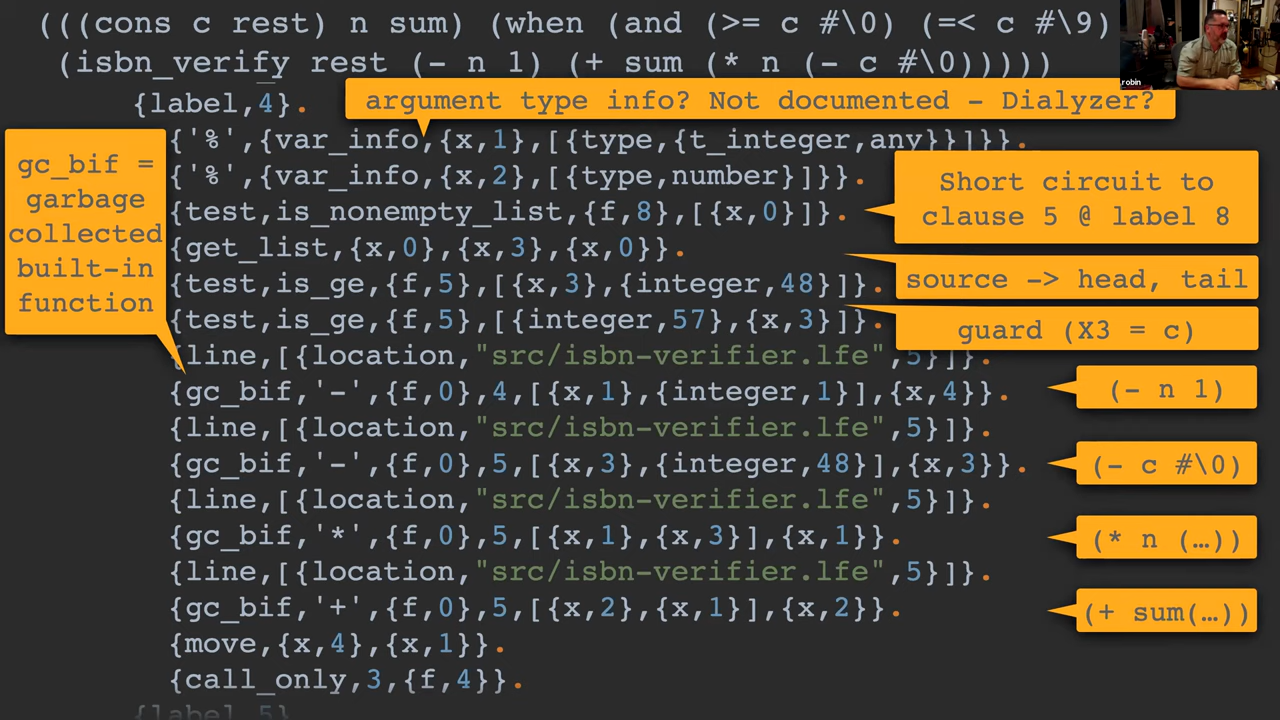 (((cons c rest) n sum) (when (and (>= c #\0) (=< c #\9)
(isbn_verify rest (- n 1) (+ sum (* n (- c #\0)))))
robin
{label,4}.
argument type info? Not documented - Dialyzer?
{'%',{var_info,{x,1},[{type,{t_integer,any}}]}}.
{'%',{var_info,{x,2},[{type,number}]}}.
{test,is_nonempty_list,{f,8},[{x,0}]}.
{get_list,{x,0},{x,3},{x,0}}.
{test,is_ge,{f,5},[{x,3},{integer,48}]}.
{test,is_ge,{f,5},[{integer,57},{x,3}]}.
{line,[{location,"src/isbn-verifier.lfe",5}]}.
{gc_bif,'-',{f,0},4,[{x,1},{integer,1}],{x,4}}.
{line,[{location,"src/isbn-verifier.lfe",5}]}.
{gc_bif,'-',{f,0},5,[{x,3},{integer,48}],{x,3}}.
{line,[{location,"src/isbn-verifier.lfe",5}]}.
{gc_bif,'*',{f,0},5,[{x,1},{x,3}],{x,1}}.
{line,[{location,"src/isbn-verifier.lfe",5}]}.
{gc_bif,'+',{f,0},5,[{x,2},{x,1}],{x,2}}.
{move,{x,4},{x,1}}.
{call_only,3,{f,4}}.
{label,5}
gc_bif =
garbage
collected
built-in
function
Short circuit to
clause 5 @ label 8
source -> head, tail
guard (X3 = c)
(- n 1)
(- c #\0)
(* n (…))
(+ sum(…))